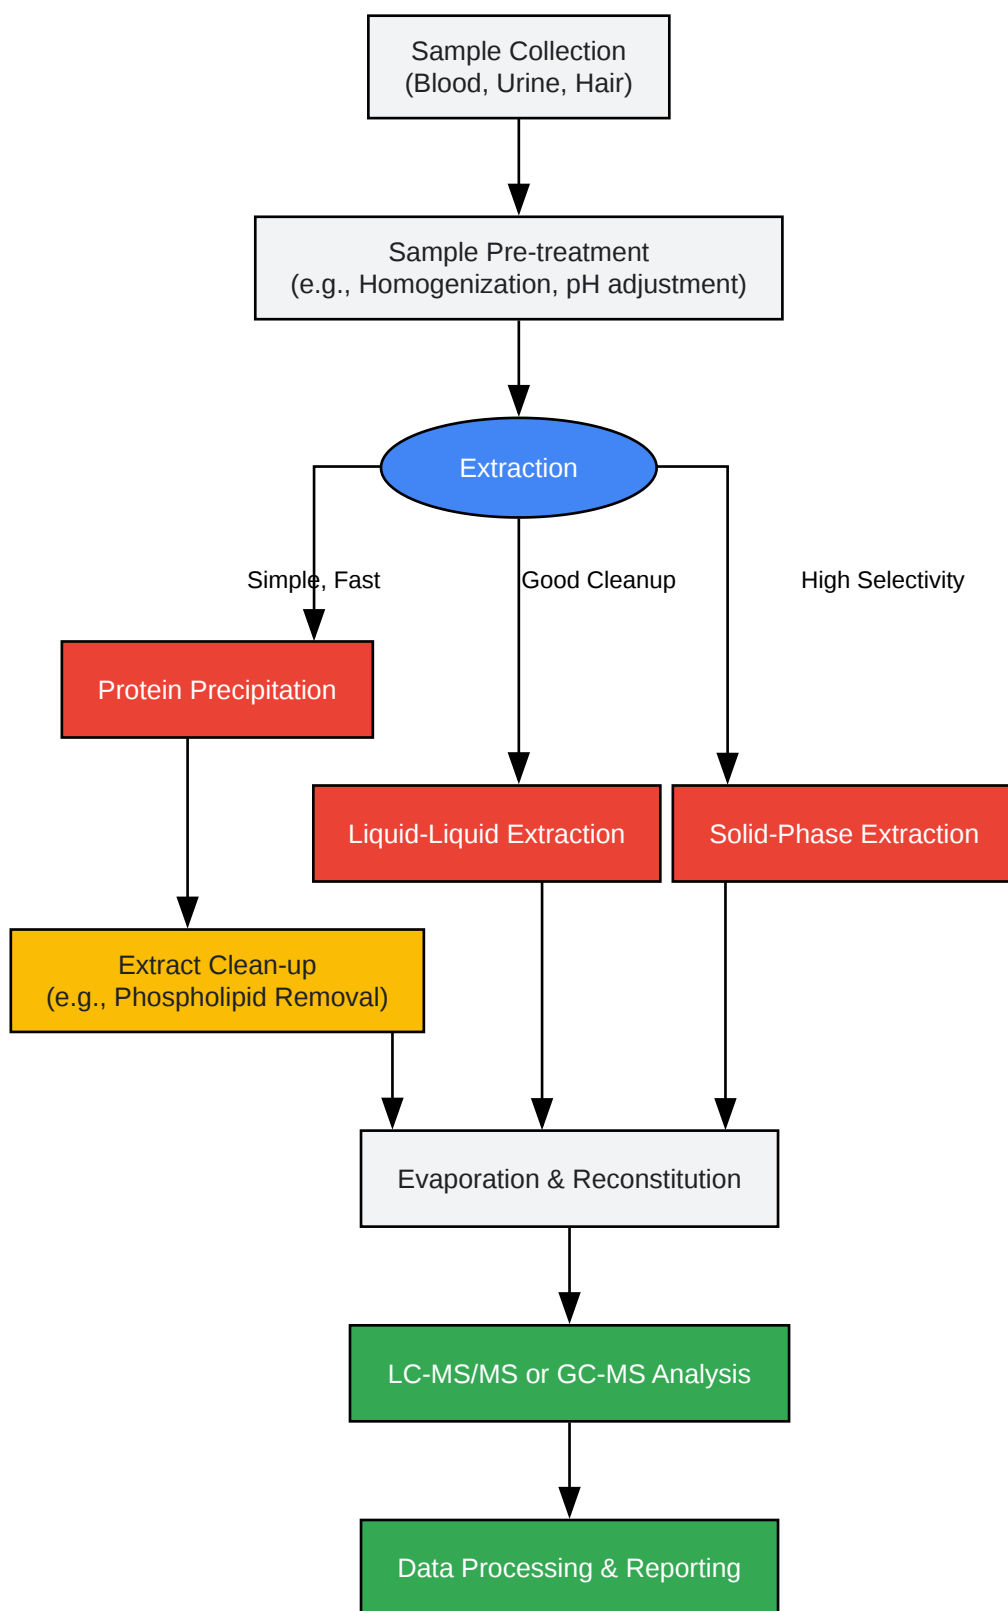 Sample Collection
(Blood, Urine, Hair)
Sample Pre-treatment
(e.g., Homogenization, pH adjustment)
Extraction
Simple, Fast
Good Cleanup
High Selectivity
Protein Precipitation
Liquid-Liquid Extraction
Solid-Phase Extraction
Extract Clean-up
(e.g., Phospholipid Removal)
Evaporation & Reconstitution
LC-MS/MS or GC-MS Analysis
Data Processing & Reporting